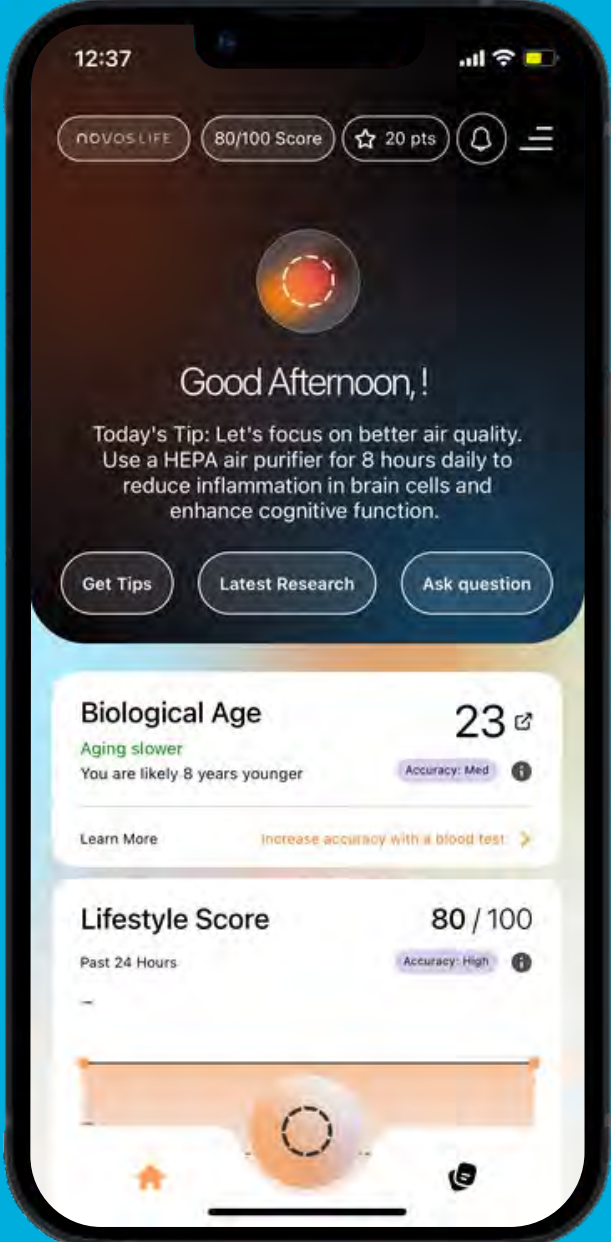 12:37
NOVOS LIFE
80/100 Score
20 pts
Good Afternoon, !
Today's Tip: Let's focus on better air quality.
Use a HEPA air purifier for 8 hours daily to
reduce inflammation in brain cells and
enhance cognitive function.
Get Tips
Latest Research
Ask question
Biological Age
23
Aging slower
You are likely 8 years younger
Accuracy: Med
Learn More
Increase accuracy with a blood test
Lifestyle Score
80 / 100
Past 24 Hours
Accuracy: High